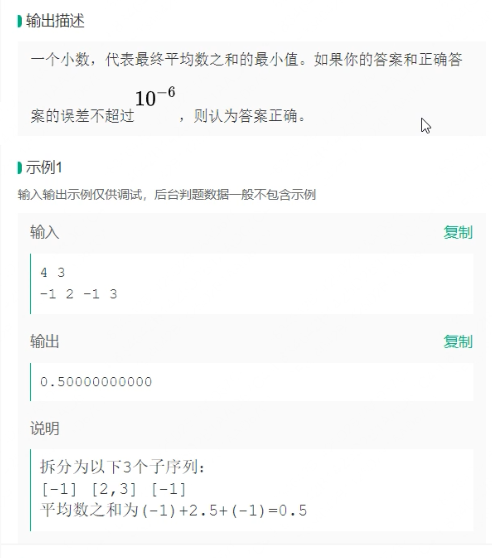 输出描述
一个小数，代表最终平均数之和的最小值。如果你的答案和正确答
案的误差不超过10^{-6}，则认为答案正确。
示例1
输入输出示例仅供调试，后台判题数据一般不包含示例
输入 复制
4 3
-1 2 -1 3
输出 复制
0.50000000000
说明
拆分为以下3个子序列：
[-1] [2,3] [-1]
平均数之和为(-1)+2.5+(-1)=0.5